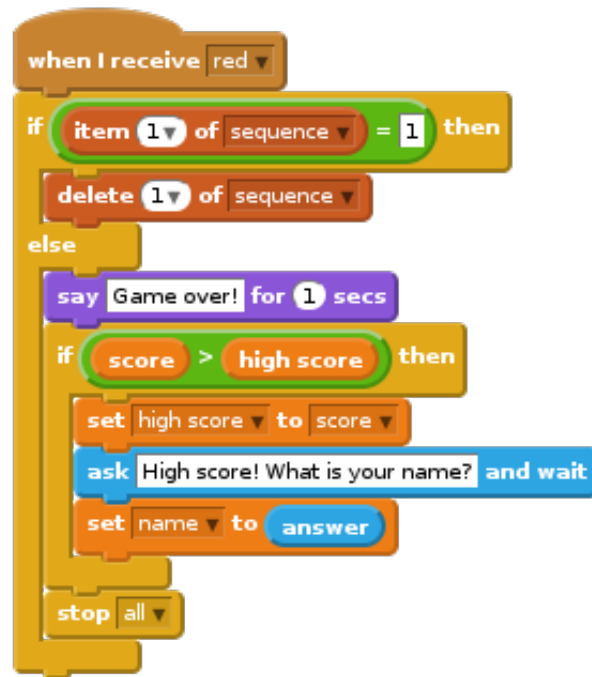 when I receive red
if item 1 of sequence = 1 then
delete 1 of sequence
else
say Game over! for 1 secs
if score > high score then
set high score to score
ask High score! What is your name? and wait
set name to answer
stop all